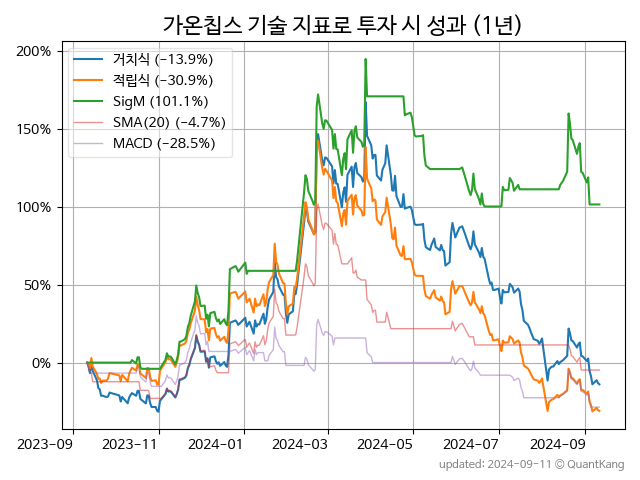 가온칩스 기술 지표로 투자 시 성과 (1년)
200%
150%
100%
50%
0%
거치식 (-13.9%)
적립식 (-30.9%)
SigM (101.1%)
SMA(20) (-4.7%)
MACD (-28.5%)
2023-09
2023-11
2024-01
2024-03
2024-05
2024-07
2024-09
updated: 2024-09-11 © QuantKang